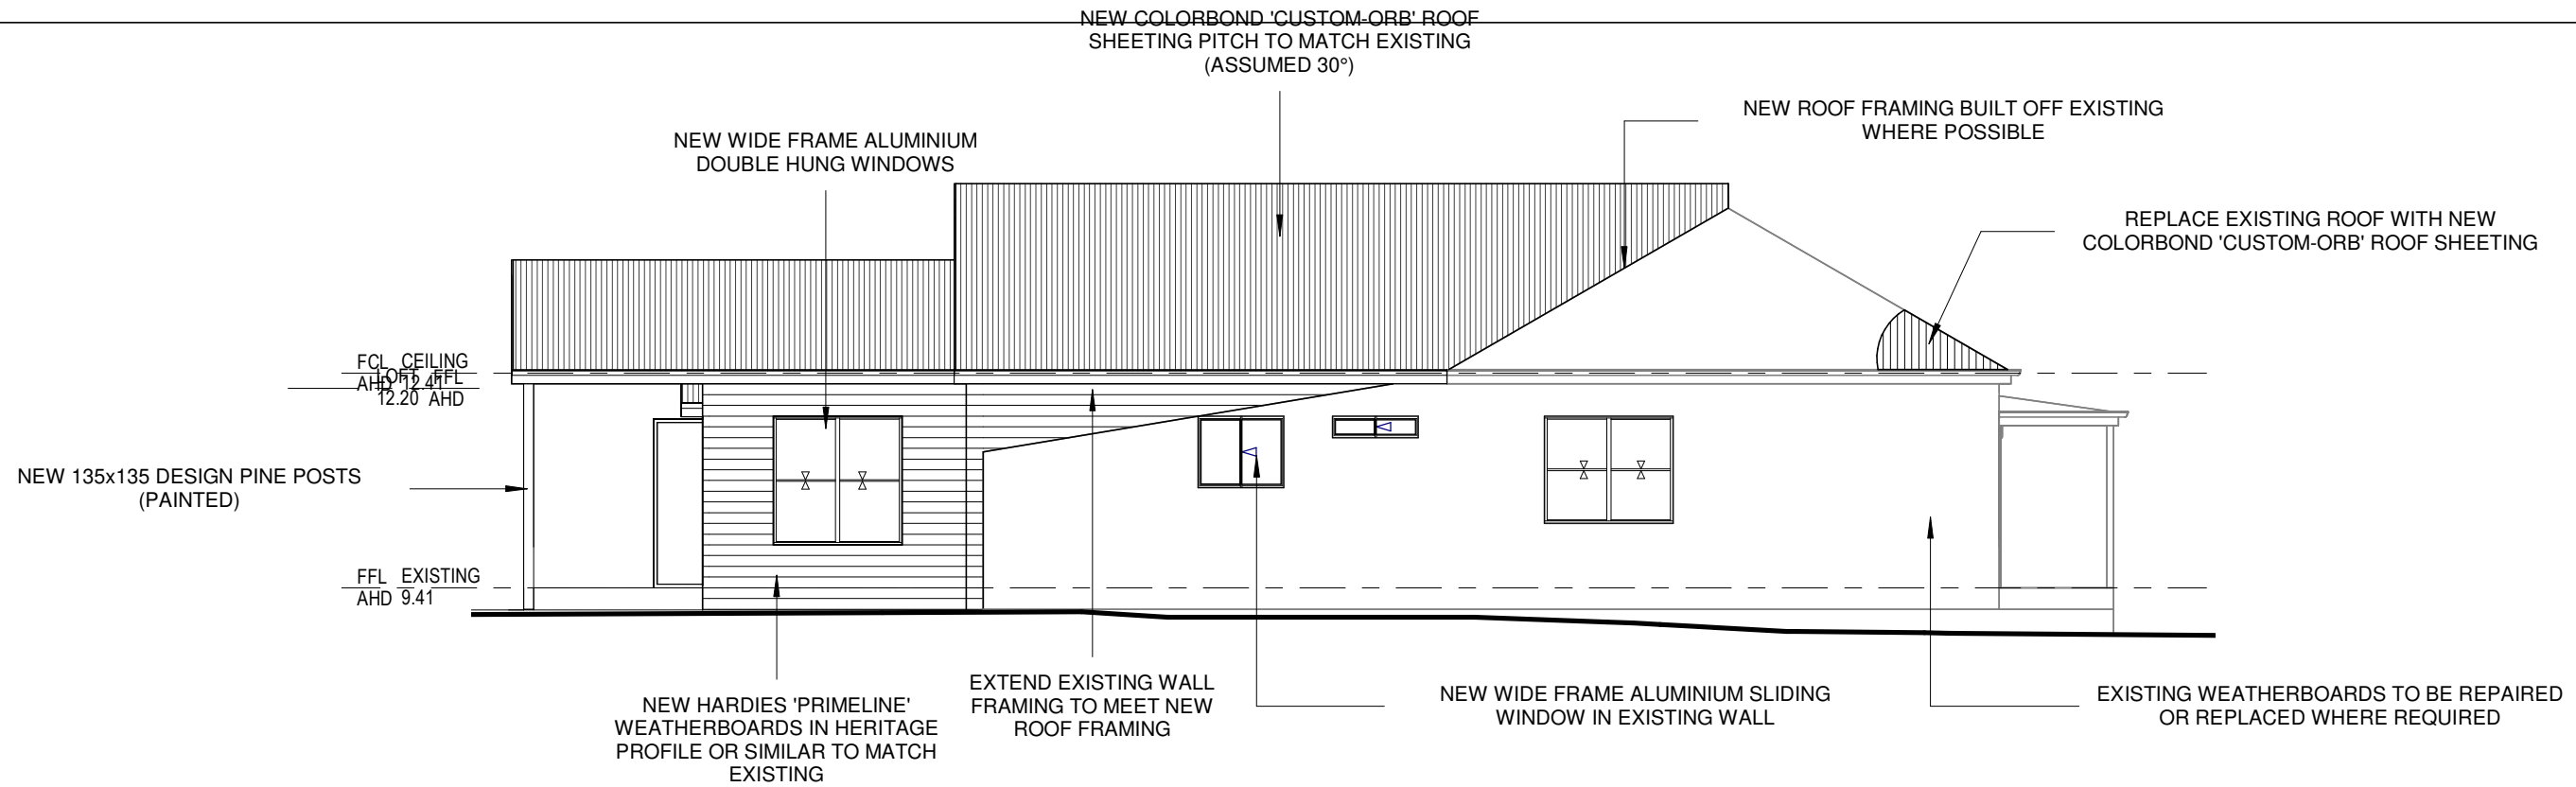 NEW COLORBOND 'CUSTOM-ORB' ROOF
SHEETING PITCH TO MATCH EXISTING
(ASSUMED 30°)
NEW ROOF FRAMING BUILT OFF EXISTING
WHERE POSSIBLE
NEW WIDE FRAME ALUMINIUM
DOUBLE HUNG WINDOWS
REPLACE EXISTING ROOF WITH NEW
COLORBOND 'CUSTOM-ORB' ROOF SHEETING
FCL CEILING
AHD 12.41
LOFT FFL
12.20 AHD
NEW 135x135 DESIGN PINE POSTS
(PAINTED)
FFL EXISTING
AHD 9.41
NEW HARDIES 'PRIMELINE'
WEATHERBOARDS IN HERITAGE
PROFILE OR SIMILAR TO MATCH
EXISTING
EXTEND EXISTING WALL
FRAMING TO MEET NEW
ROOF FRAMING
NEW WIDE FRAME ALUMINIUM SLIDING
WINDOW IN EXISTING WALL
EXISTING WEATHERBOARDS TO BE REPAIRED
OR REPLACED WHERE REQUIRED